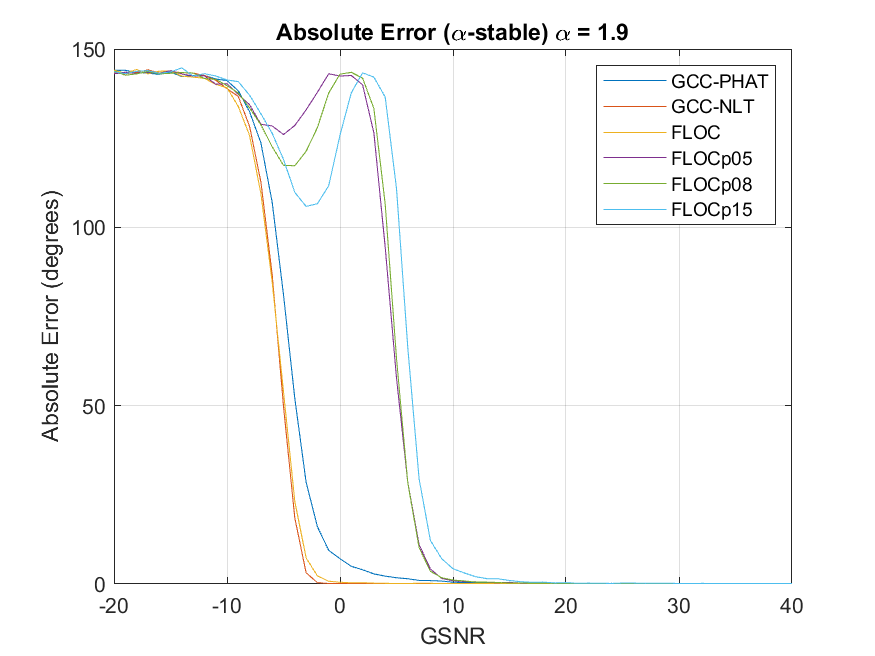 Absolute Error (α-stable) α = 1.9
150
100
50
0
Absolute Error (degrees)
GCC-PHAT
GCC-NLT
FLOC
FLOCp05
FLOCp08
FLOCp15
-20
-10
0
10
20
30
40
GSNR